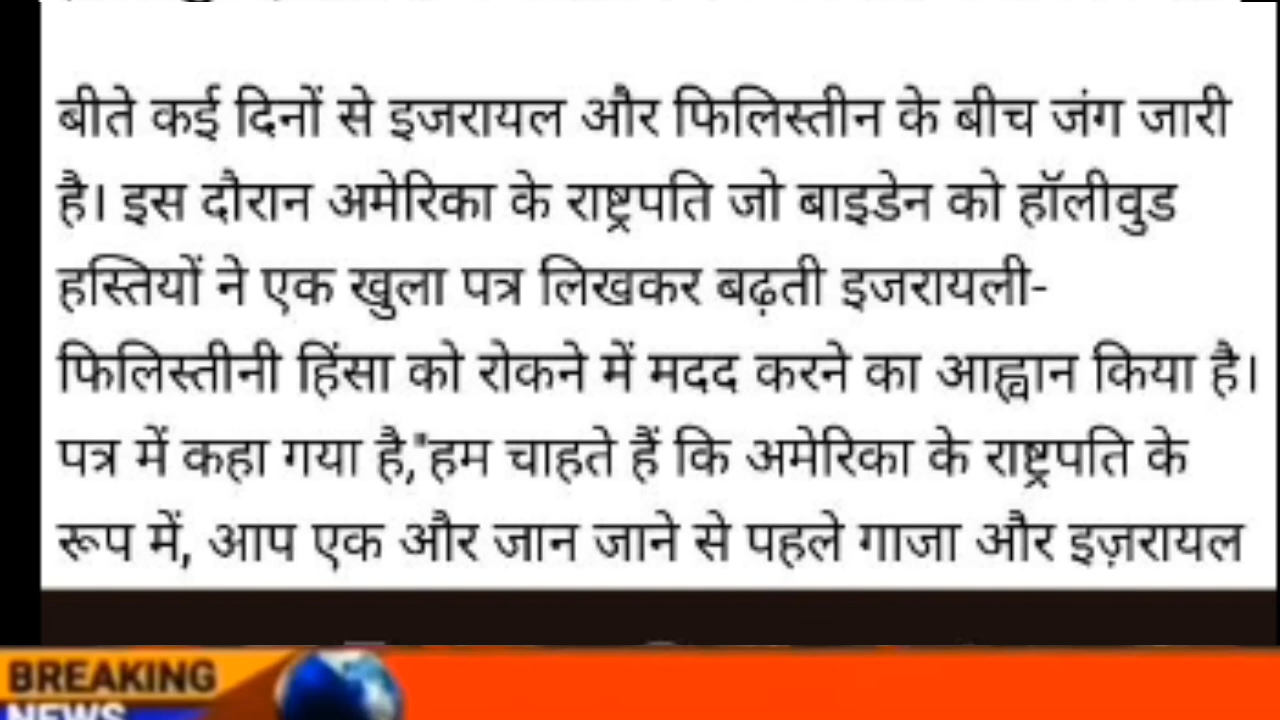 बीते कई दिनों से इजरायल और फिलिस्तीन के बीच जंग जारी
है। इस दौरान अमेरिका के राष्ट्रपति जो बाइडेन को हॉलीवुड
हस्तियों ने एक खुला पत्र लिखकर बढ़ती इजरायली-
फिलिस्तीनी हिंसा को रोकने में मदद करने का आह्वान किया है।
पत्र में कहा गया है,"हम चाहते हैं कि अमेरिका के राष्ट्रपति के
रूप में, आप एक और जान जाने से पहले गाजा और इज़रायल
BREAKING
NEWS